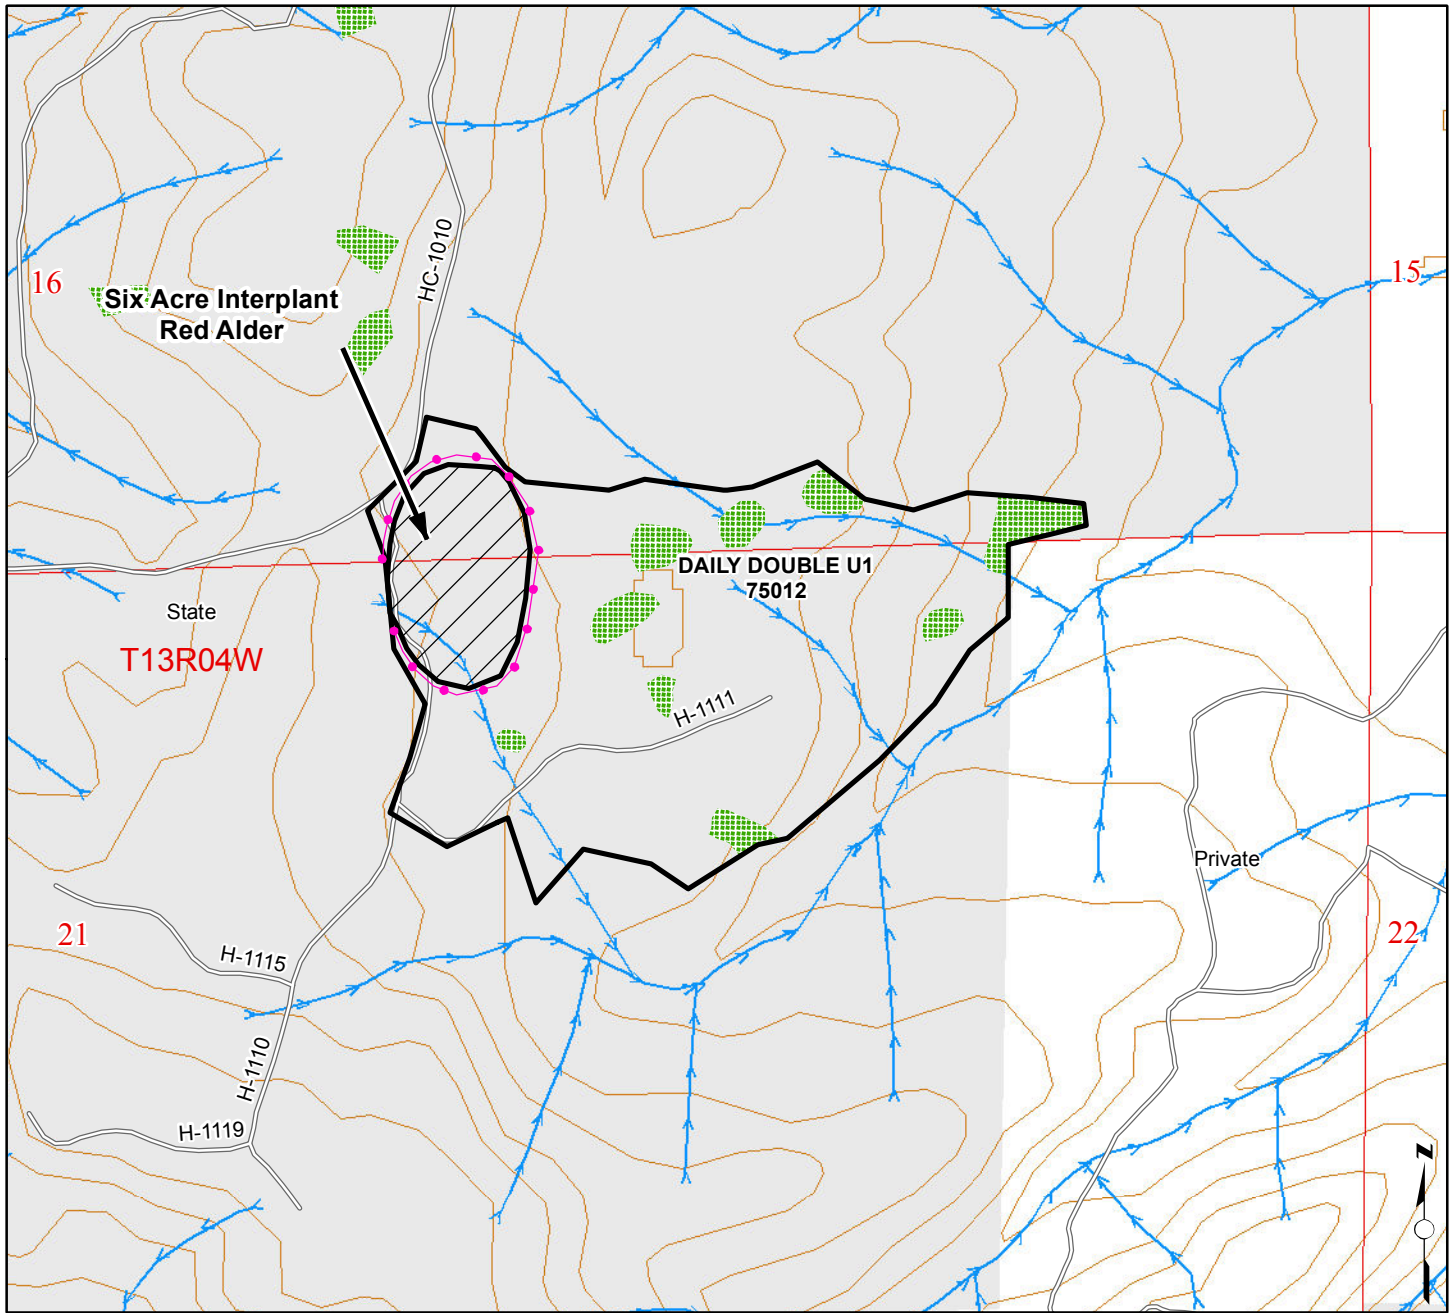 HC-1010
16
15
Six Acre Interplant
Red Alder
DAILY DOUBLE U1
75012
State
T13R04W
H-1111
Private
21
22
H-1115
H-1110
H-1119
N